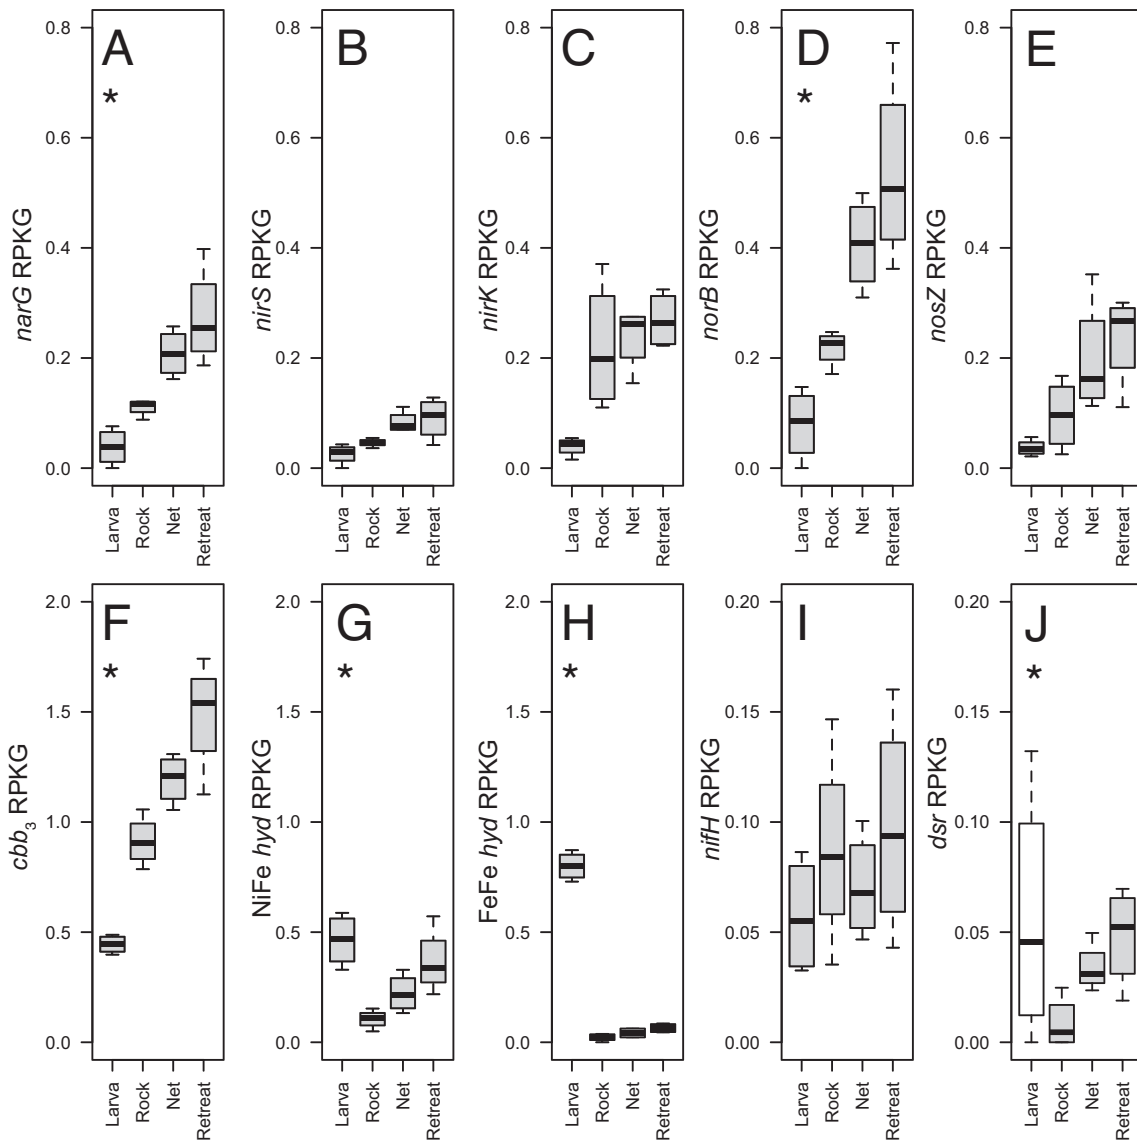 A
*
narG RPKG
0.8
0.6
0.4
0.2
0.0
Larva
Rock
Net
Retreat
B
nirS RPKG
0.8
0.6
0.4
0.2
0.0
Larva
Rock
Net
Retreat
C
nirK RPKG
0.8
0.6
0.4
0.2
0.0
Larva
Rock
Net
Retreat
D
*
norB RPKG
0.8
0.6
0.4
0.2
0.0
Larva
Rock
Net
Retreat
E
nosZ RPKG
0.8
0.6
0.4
0.2
0.0
Larva
Rock
Net
Retreat
F
*
cbb3 RPKG
2.0
1.5
1.0
0.5
0.0
Larva
Rock
Net
Retreat
G
*
NiFe hyd RPKG
2.0
1.5
1.0
0.5
0.0
Larva
Rock
Net
Retreat
H
*
FeFe hyd RPKG
2.0
1.5
1.0
0.5
0.0
Larva
Rock
Net
Retreat
I
nifH RPKG
0.20
0.15
0.10
0.05
0.00
Larva
Rock
Net
Retreat
J
*
dsr RPKG
0.20
0.15
0.10
0.05
0.00
Larva
Rock
Net
Retreat